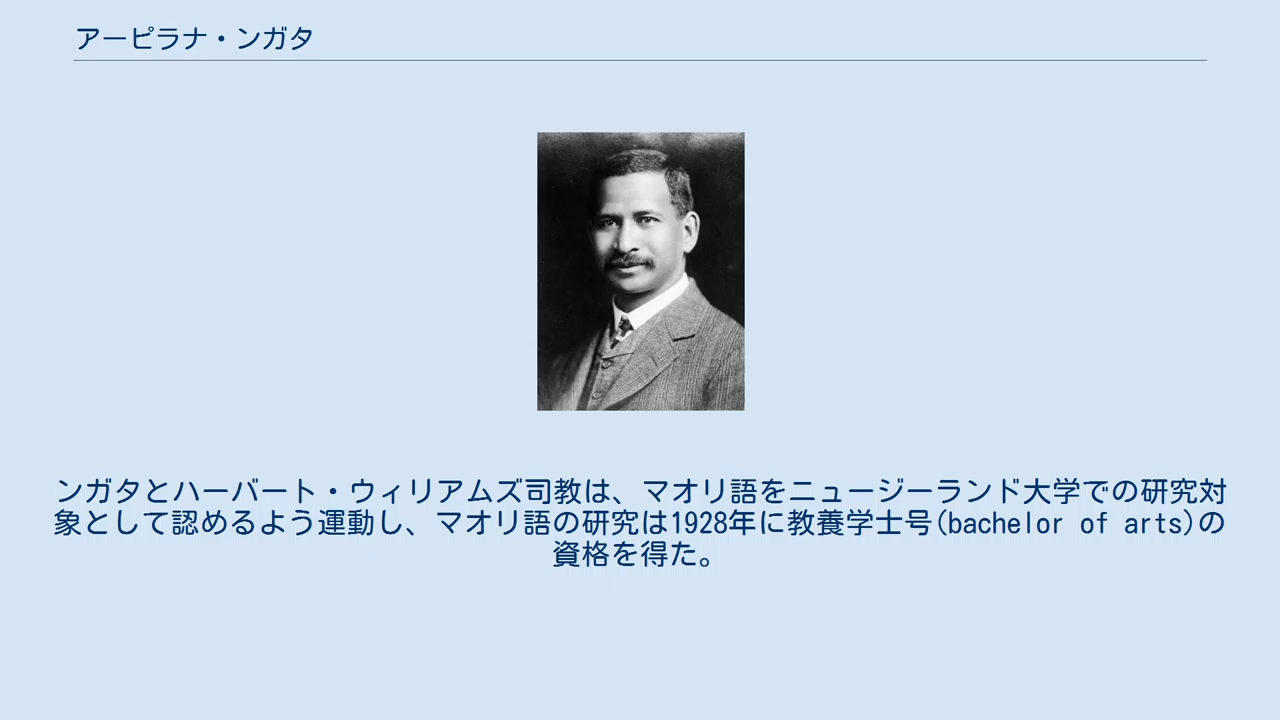 アーピラナ・ンガタ
ンガタとハーバート・ウィリアムズ司教は、マオリ語をニュージーランド大学での研究対
象として認めるよう運動し、マオリ語の研究は1928年に教養学士号(bachelor of arts)の
資格を得た。